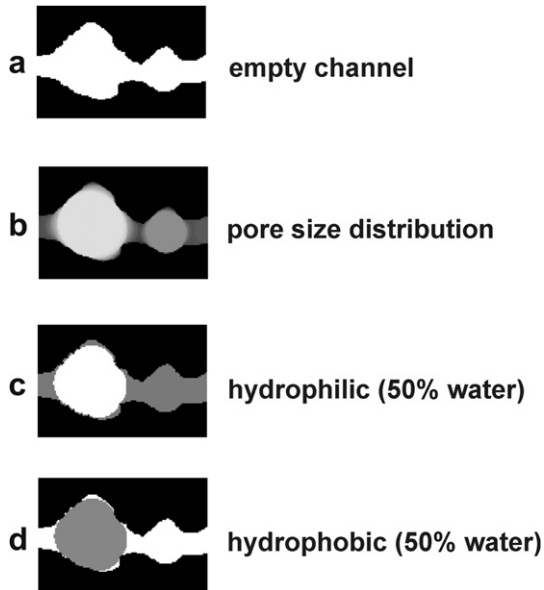 a empty channel
b pore size distribution
c hydrophilic (50% water)
d hydrophobic (50% water)